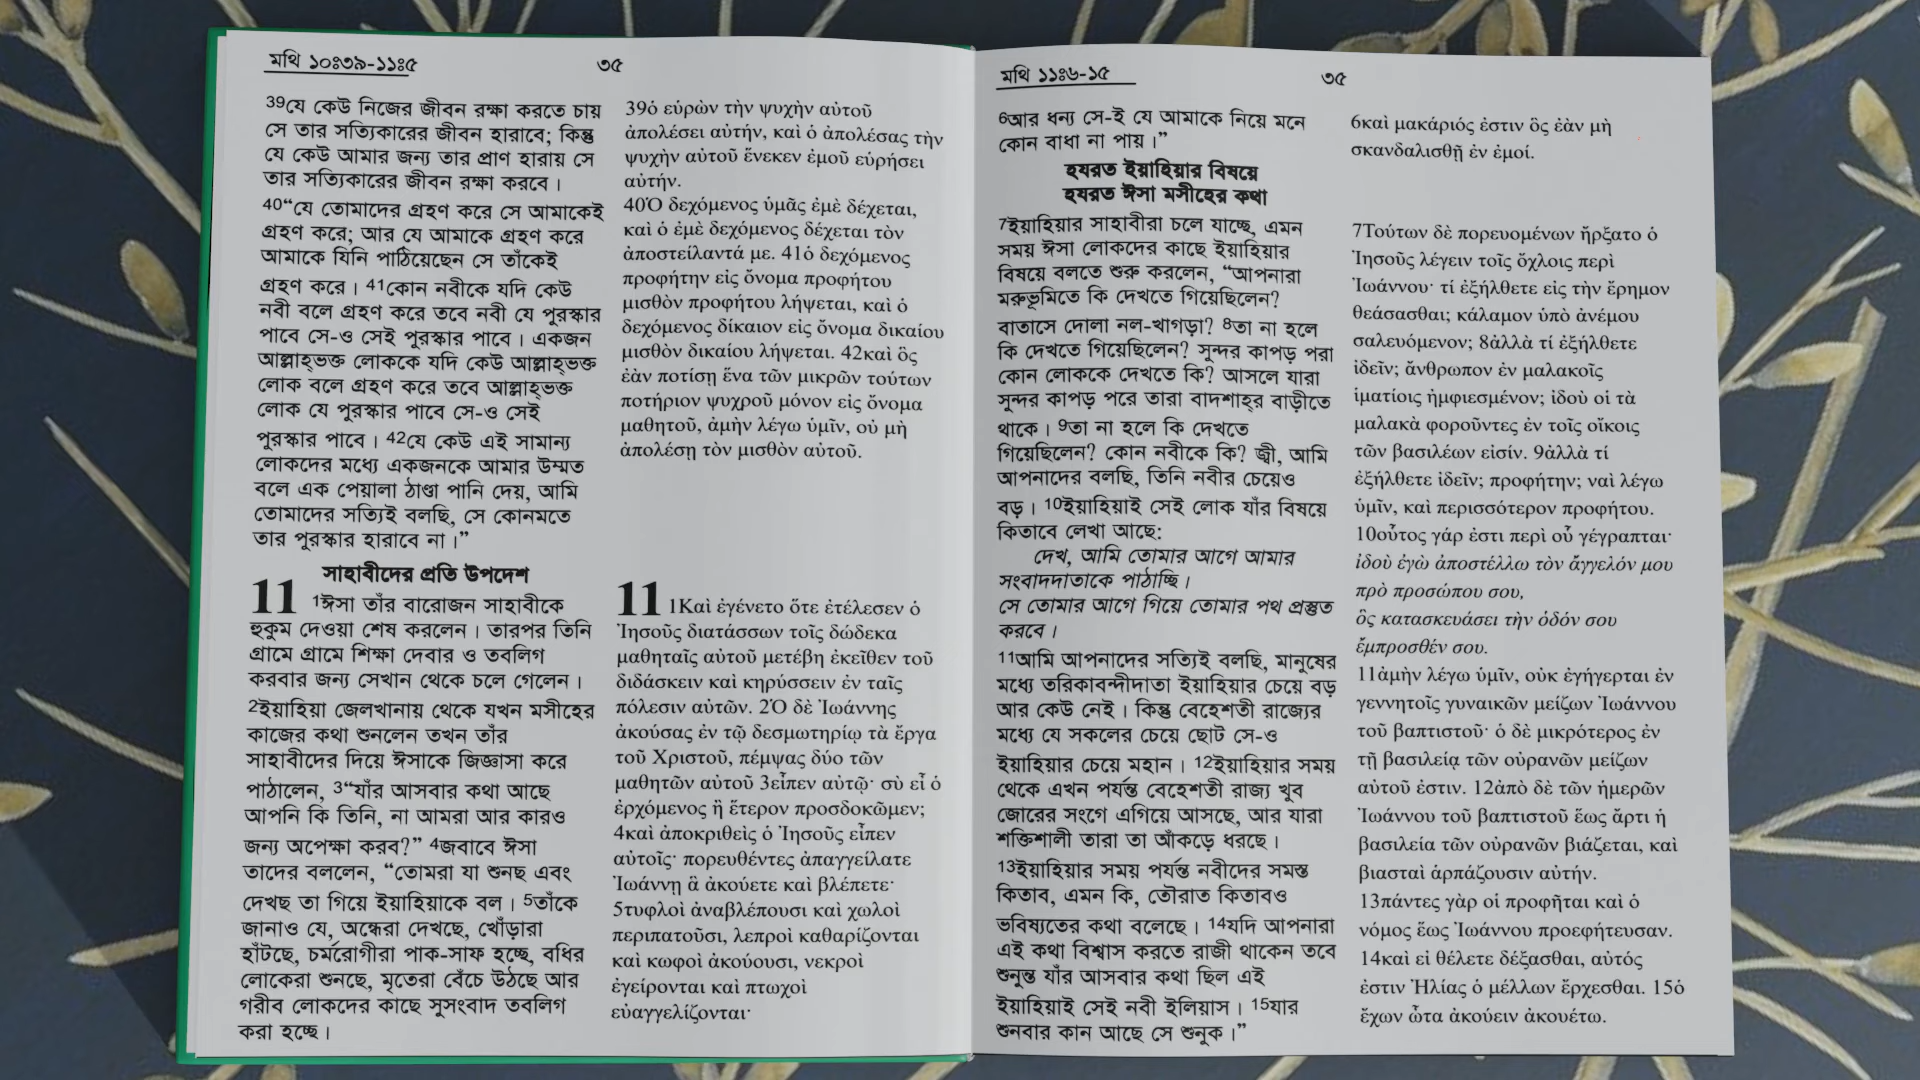 মথি ১০ঃ৩৯-১১ঃ৫
৩৫
39যে কেউ নিজের জীবন রক্ষা করতে চায়
সে তার সত্যিকারের জীবন হারাবে; কিন্তু
যে কেউ আমার জন্য তার প্রাণ হারায় সে
তার সত্যিকারের জীবন রক্ষা করবে।
40“যে তোমাদের গ্রহণ করে সে আমাকেই
গ্রহণ করে; আর যে আমাকে গ্রহণ করে
আমাকে যিনি পাঠিয়েছেন সে তাঁকেই
গ্রহণ করে। 41কোন নবীকে যদি কেউ
নবী বলে গ্রহণ করে তবে নবী যে পুরস্কার
পাবে সে-ও সেই পুরস্কার পাবে। একজন
আল্লাহ্‌ভক্ত লোককে যদি কেউ আল্লাহ্‌ভক্ত
লোক বলে গ্রহণ করে তবে আল্লাহ্‌ভক্ত
লোক যে পুরস্কার পাবে সে-ও সেই
পুরস্কার পাবে। 42যে কেউ এই সামান্য
লোকদের মধ্যে একজনকে আমার উম্মত
বলে এক পেয়ালা ঠাণ্ডা পানি দেয়, আমি
তোমাদের সত্যিই বলছি, সে কোনমতে
তার পুরস্কার হারাবে না।”
সাহাবীদের প্রতি উপদেশ
11 1ঈসা তাঁর বারোজন সাহাবীকে
হুকুম দেওয়া শেষ করলেন। তারপর তিনি
গ্রামে গ্রামে শিক্ষা দেবার ও তবলিগ
করবার জন্য সেখান থেকে চলে গেলেন।
2ইয়াহিয়া জেলখানায় থেকে যখন মসীহের
কাজের কথা শুনলেন তখন তাঁর
সাহাবীদের দিয়ে ঈসাকে জিজ্ঞাসা করে
পাঠালেন, 3“যাঁর আসবার কথা আছে
আপনি কি তিনি, না আমরা আর কারও
জন্য অপেক্ষা করব?” 4জবাবে ঈসা
তাদের বললেন, “তোমরা যা শুনছ এবং
দেখছ তা গিয়ে ইয়াহিয়াকে বল। 5তাঁকে
জানাও যে, অন্ধেরা দেখছে, খোঁড়ারা
হাঁটছে, চর্মরোগীরা পাক-সাফ হচ্ছে, বধির
লোকেরা শুনছে, মৃতেরা বেঁচে উঠছে আর
গরীব লোকদের কাছে সুসংবাদ তবলিগ
করা হচ্ছে।
39ὁ εὑρὼν τὴν ψυχὴν αὐτοῦ
ἀπολέσει αὐτήν, καὶ ὁ ἀπολέσας τὴν
ψυχὴν αὐτοῦ ἕνεκεν ἐμοῦ εὑρήσει
αὐτήν.
40Ὁ δεχόμενος ὑμᾶς ἐμὲ δέχεται,
καὶ ὁ ἐμὲ δεχόμενος δέχεται τὸν
ἀποστείλαντά με. 41ὁ δεχόμενος
προφήτην εἰς ὄνομα προφήτου
μισθὸν προφήτου λήψεται, καὶ ὁ
δεχόμενος δίκαιον εἰς ὄνομα δικαίου
μισθὸν δικαίου λήψεται. 42καὶ ὃς
ἐὰν ποτίσῃ ἕνα τῶν μικρῶν τούτων
ποτήριον ψυχροῦ μόνον εἰς ὄνομα
μαθητοῦ, ἀμὴν λέγω ὑμῖν, οὐ μὴ
ἀπολέσῃ τὸν μισθὸν αὐτοῦ.
11 1Καὶ ἐγένετο ὅτε ἐτέλεσεν ὁ
Ἰησοῦς διατάσσων τοῖς δώδεκα
μαθηταῖς αὐτοῦ μετέβη ἐκεῖθεν τοῦ
διδάσκειν καὶ κηρύσσειν ἐν ταῖς
πόλεσιν αὐτῶν. 2Ὁ δὲ Ἰωάννης
ἀκούσας ἐν τῷ δεσμωτηρίῳ τὰ ἔργα
τοῦ Χριστοῦ, πέμψας δύο τῶν
μαθητῶν αὐτοῦ 3εἶπεν αὐτῷ· σὺ εἶ ὁ
ἐρχόμενος ἢ ἕτερον προσδοκῶμεν;
4καὶ ἀποκριθεὶς ὁ Ἰησοῦς εἶπεν
αὐτοῖς· πορευθέντες ἀπαγγείλατε
Ἰωάννῃ ἃ ἀκούετε καὶ βλέπετε·
5τυφλοὶ ἀναβλέπουσι καὶ χωλοὶ
περιπατοῦσι, λεπροὶ καθαρίζονται
καὶ κωφοὶ ἀκούουσι, νεκροὶ
ἐγείρονται καὶ πτωχοὶ
εὐαγγελίζονται·
মথি ১১ঃ৬-১৫
৩৫
6আর ধন্য সে-ই যে আমাকে নিয়ে মনে
কোন বাধা না পায়।”
হযরত ইয়াহিয়ার বিষয়ে
হযরত ঈসা মসীহের কথা
7ইয়াহিয়ার সাহাবীরা চলে যাচ্ছে, এমন
সময় ঈসা লোকদের কাছে ইয়াহিয়ার
বিষয়ে বলতে শুরু করলেন, “আপনারা
মরুভূমিতে কি দেখতে গিয়েছিলেন?
বাতাসে দোলা নল-খাগড়া? 8তা না হলে
কি দেখতে গিয়েছিলেন? সুন্দর কাপড় পরা
কোন লোককে দেখতে কি? আসলে যারা
সুন্দর কাপড় পরে তারা বাদশাহ্‌র বাড়ীতে
থাকে। 9তা না হলে কি দেখতে
গিয়েছিলেন? কোন নবীকে কি? জ্বী, আমি
আপনাদের বলছি, তিনি নবীর চেয়েও
বড়। 10ইয়াহিয়াই সেই লোক যাঁর বিষয়ে
কিতাবে লেখা আছে:
দেখ, আমি তোমার আগে আমার
সংবাদদাতাকে পাঠাচ্ছি।
সে তোমার আগে গিয়ে তোমার পথ প্রস্তুত
করবে।
11আমি আপনাদের সত্যিই বলছি, মানুষের
মধ্যে তরিকাবন্দীদাতা ইয়াহিয়ার চেয়ে বড়
আর কেউ নেই। কিন্তু বেহেশতী রাজ্যের
মধ্যে যে সকলের চেয়ে ছোট সে-ও
ইয়াহিয়ার চেয়ে মহান। 12ইয়াহিয়ার সময়
থেকে এখন পর্যন্ত বেহেশতী রাজ্য খুব
জোরের সংগে এগিয়ে আসছে, আর যারা
শক্তিশালী তারা তা আঁকড়ে ধরছে।
13ইয়াহিয়ার সময় পর্যন্ত নবীদের সমস্ত
কিতাব, এমন কি, তৌরাত কিতাবও
ভবিষ্যতের কথা বলেছে। 14যদি আপনারা
এই কথা বিশ্বাস করতে রাজী থাকেন তবে
শুনুন্ত যাঁর আসবার কথা ছিল এই
ইয়াহিয়াই সেই নবী ইলিয়াস। 15যার
শুনবার কান আছে সে শুনুক।”
6καὶ μακάριός ἐστιν ὃς ἐὰν μὴ
σκανδαλισθῇ ἐν ἐμοί.
7Τούτων δὲ πορευομένων ἤρξατο ὁ
Ἰησοῦς λέγειν τοῖς ὄχλοις περὶ
Ἰωάννου· τί ἐξήλθετε εἰς τὴν ἔρημον
θεάσασθαι; κάλαμον ὑπὸ ἀνέμου
σαλευόμενον; 8ἀλλὰ τί ἐξήλθετε
ἰδεῖν; ἄνθρωπον ἐν μαλακοῖς
ἱματίοις ἠμφιεσμένον; ἰδοὺ οἱ τὰ
μαλακὰ φοροῦντες ἐν τοῖς οἴκοις
τῶν βασιλέων εἰσίν. 9ἀλλὰ τί
ἐξήλθετε ἰδεῖν; προφήτην; ναὶ λέγω
ὑμῖν, καὶ περισσότερον προφήτου.
10οὗτος γάρ ἐστι περὶ οὗ γέγραπται·
ἰδοὺ ἐγὼ ἀποστέλλω τὸν ἄγγελόν μου
πρὸ προσώπου σου,
ὃς κατασκευάσει τὴν ὁδόν σου
ἔμπροσθέν σου.
11ἀμὴν λέγω ὑμῖν, οὐκ ἐγήγερται ἐν
γεννητοῖς γυναικῶν μείζων Ἰωάννου
τοῦ βαπτιστοῦ· ὁ δὲ μικρότερος ἐν
τῇ βασιλείᾳ τῶν οὐρανῶν μείζων
αὐτοῦ ἐστιν. 12ἀπὸ δὲ τῶν ἡμερῶν
Ἰωάννου τοῦ βαπτιστοῦ ἕως ἄρτι ἡ
βασιλεία τῶν οὐρανῶν βιάζεται, καὶ
βιασταὶ ἁρπάζουσιν αὐτήν.
13πάντες γὰρ οἱ προφῆται καὶ ὁ
νόμος ἕως Ἰωάννου προεφήτευσαν.
14καὶ εἰ θέλετε δέξασθαι, αὐτός
ἐστιν Ἠλίας ὁ μέλλων ἔρχεσθαι. 15ὁ
ἔχων ὦτα ἀκούειν ἀκουέτω.